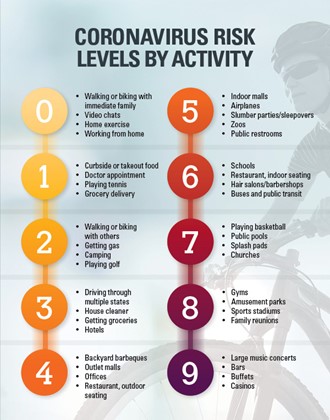 CORONAVIRUS RISK
LEVELS BY ACTIVITY
0
• Walking or biking with
immediate family
• Video chats
• Home exercise
• Working from home
1
• Curbside or takeout food
• Doctor appointment
• Playing tennis
• Grocery delivery
2
• Walking or biking
with others
• Getting gas
• Camping
• Playing golf
3
• Driving through
multiple states
• House cleaner
• Getting groceries
• Hotels
4
• Backyard barbeques
• Outlet malls
• Offices
• Restaurant, outdoor
seating
5
• Indoor malls
• Airplanes
• Slumber parties/sleepovers
• Zoos
• Public restrooms
6
• Schools
• Restaurant, indoor seating
• Hair salons/barbershops
• Buses and public transit
7
• Playing basketball
• Public pools
• Splash pads
• Churches
8
• Gyms
• Amusement parks
• Sports stadiums
• Family reunions
9
• Large music concerts
• Bars
• Buffets
• Casinos